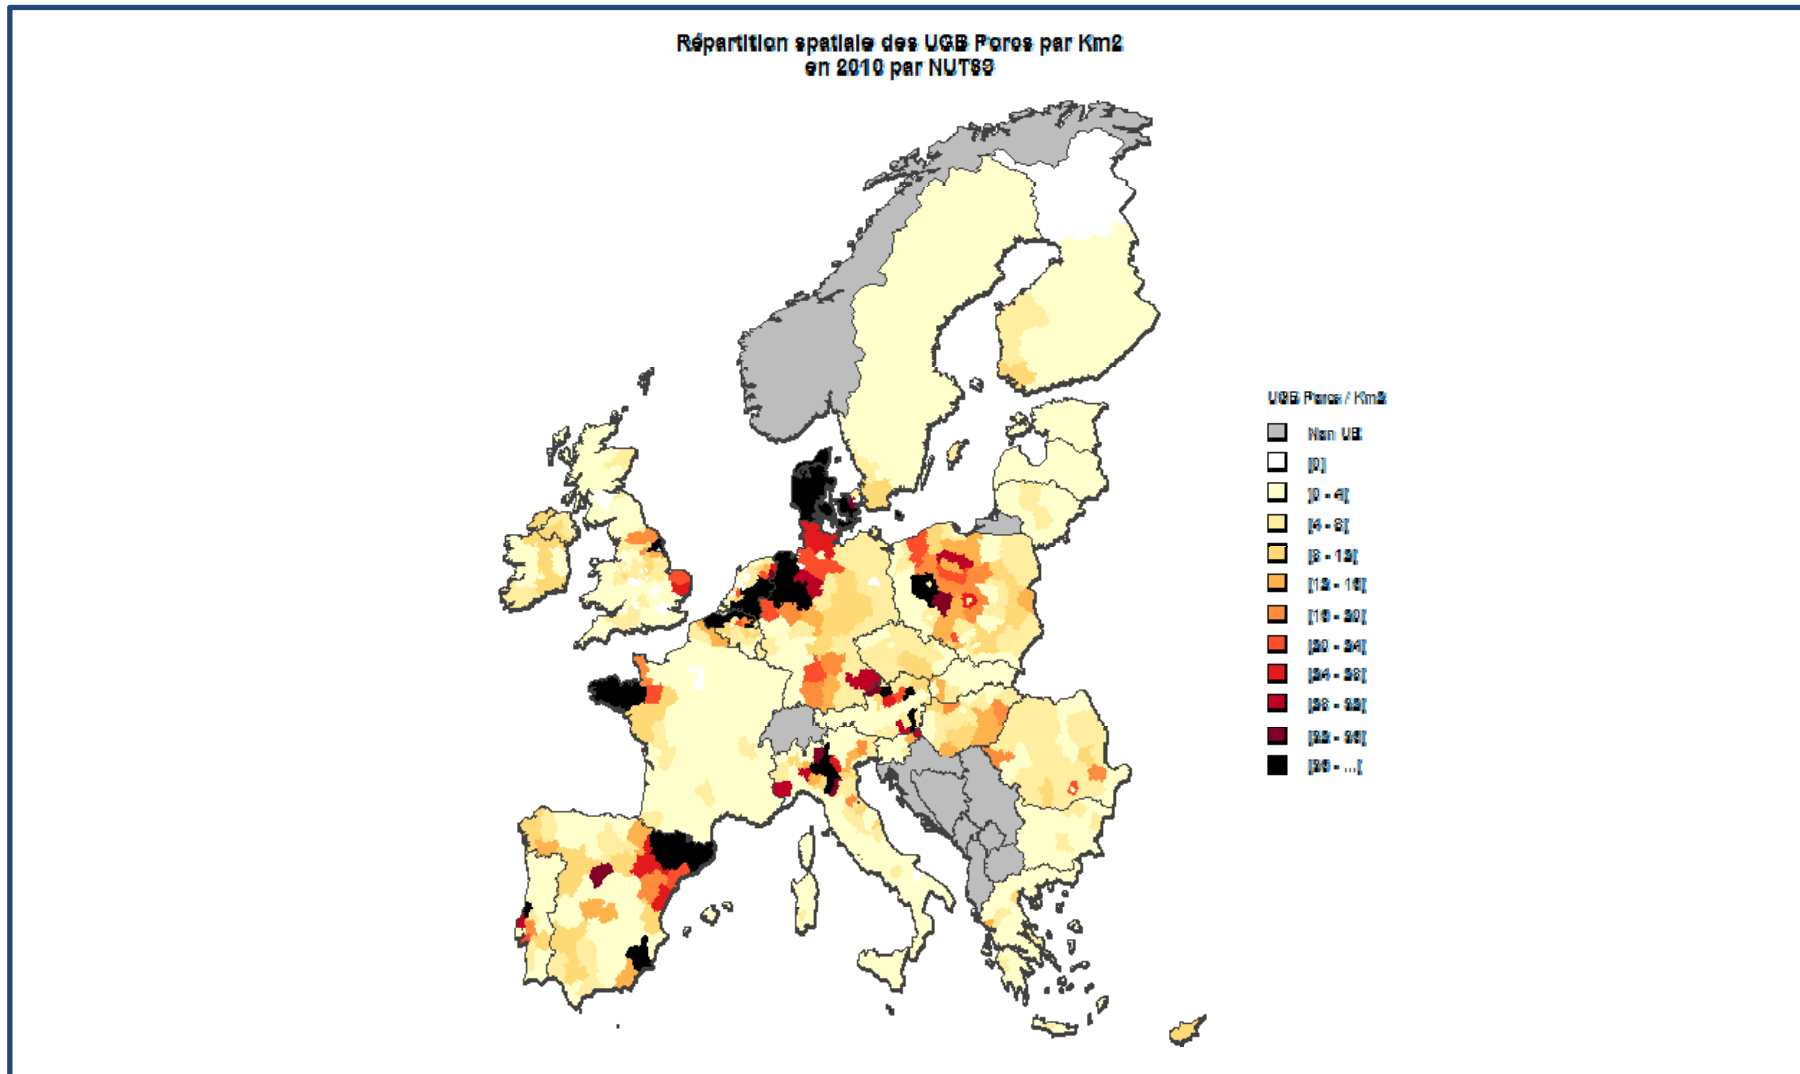 Répartition spatiale des UGB Porcs par Km2
en 2010 par NUTS3
UGB Porcs / Km2
Non UE
[0]
]0 - 4[
[4 - 8[
[8 - 12[
[12 - 16[
[16 - 20[
[20 - 24[
[24 - 28[
[28 - 32[
[32 - 36[
[36 - ...[